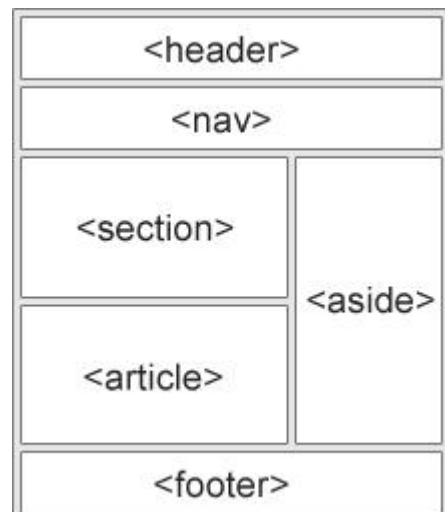 <header>
<nav>
<section>
<aside>
<article>
<footer>